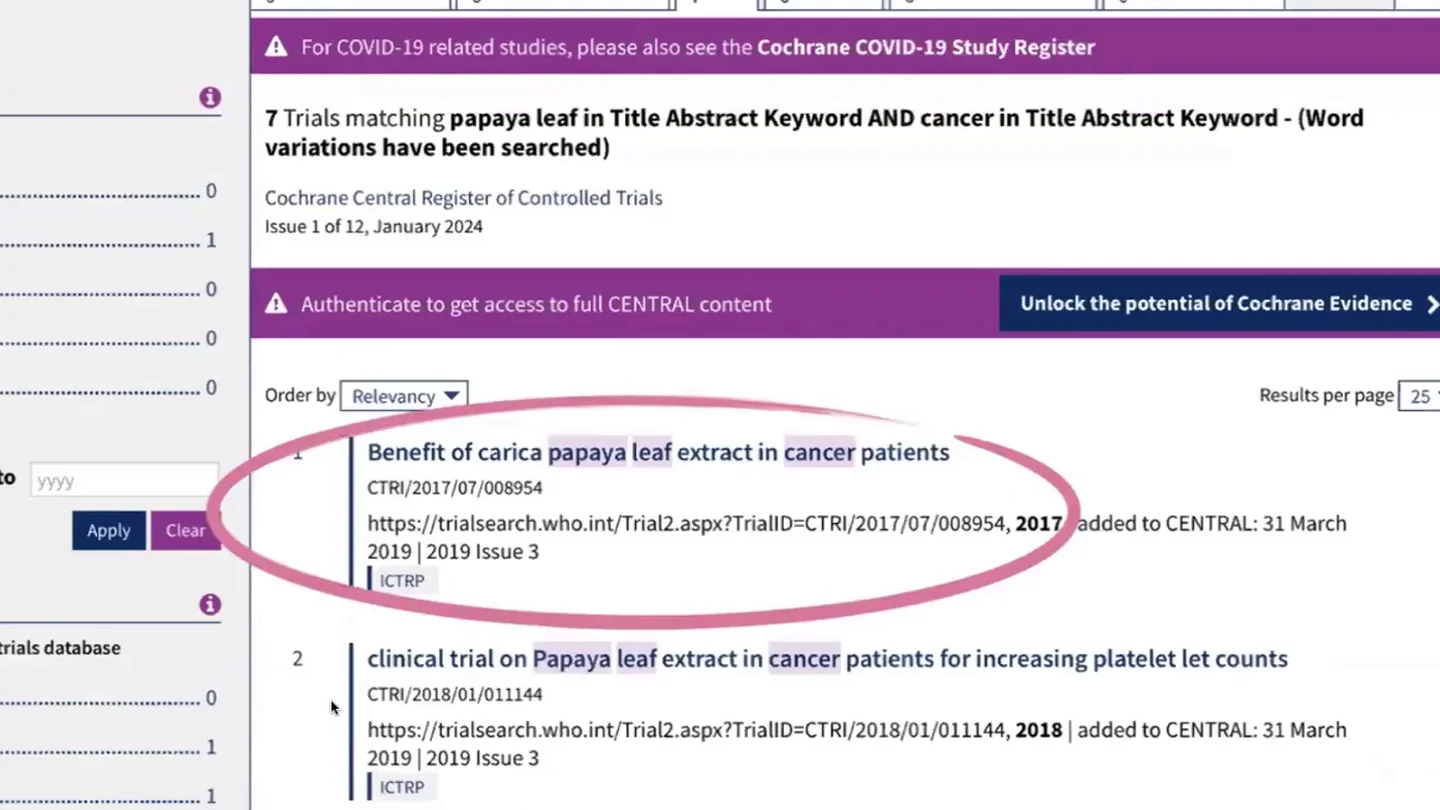 For COVID-19 related studies, please also see the Cochrane COVID-19 Study Register
7 Trials matching papaya leaf in Title Abstract Keyword AND cancer in Title Abstract Keyword - (Word
variations have been searched)
Cochrane Central Register of Controlled Trials
Issue 1 of 12, January 2024
0
1
0
0
0
Authenticate to get access to full CENTRAL content
Unlock the potential of Cochrane Evidence
Order by Relevancy
Results per page 25
to yyyy
Apply Clear
1
Benefit of carica papaya leaf extract in cancer patients
CTRI/2017/07/008954
https://trialsearch.who.int/Trial2.aspx?TrialID=CTRI/2017/07/008954, 2017 added to CENTRAL: 31 March
2019 | 2019 Issue 3
ICTRP
trials database
0
1
1
2
clinical trial on Papaya leaf extract in cancer patients for increasing platelet let counts
CTRI/2018/01/011144
https://trialsearch.who.int/Trial2.aspx?TrialID=CTRI/2018/01/011144, 2018 | added to CENTRAL: 31 March
2019 | 2019 Issue 3
ICTRP